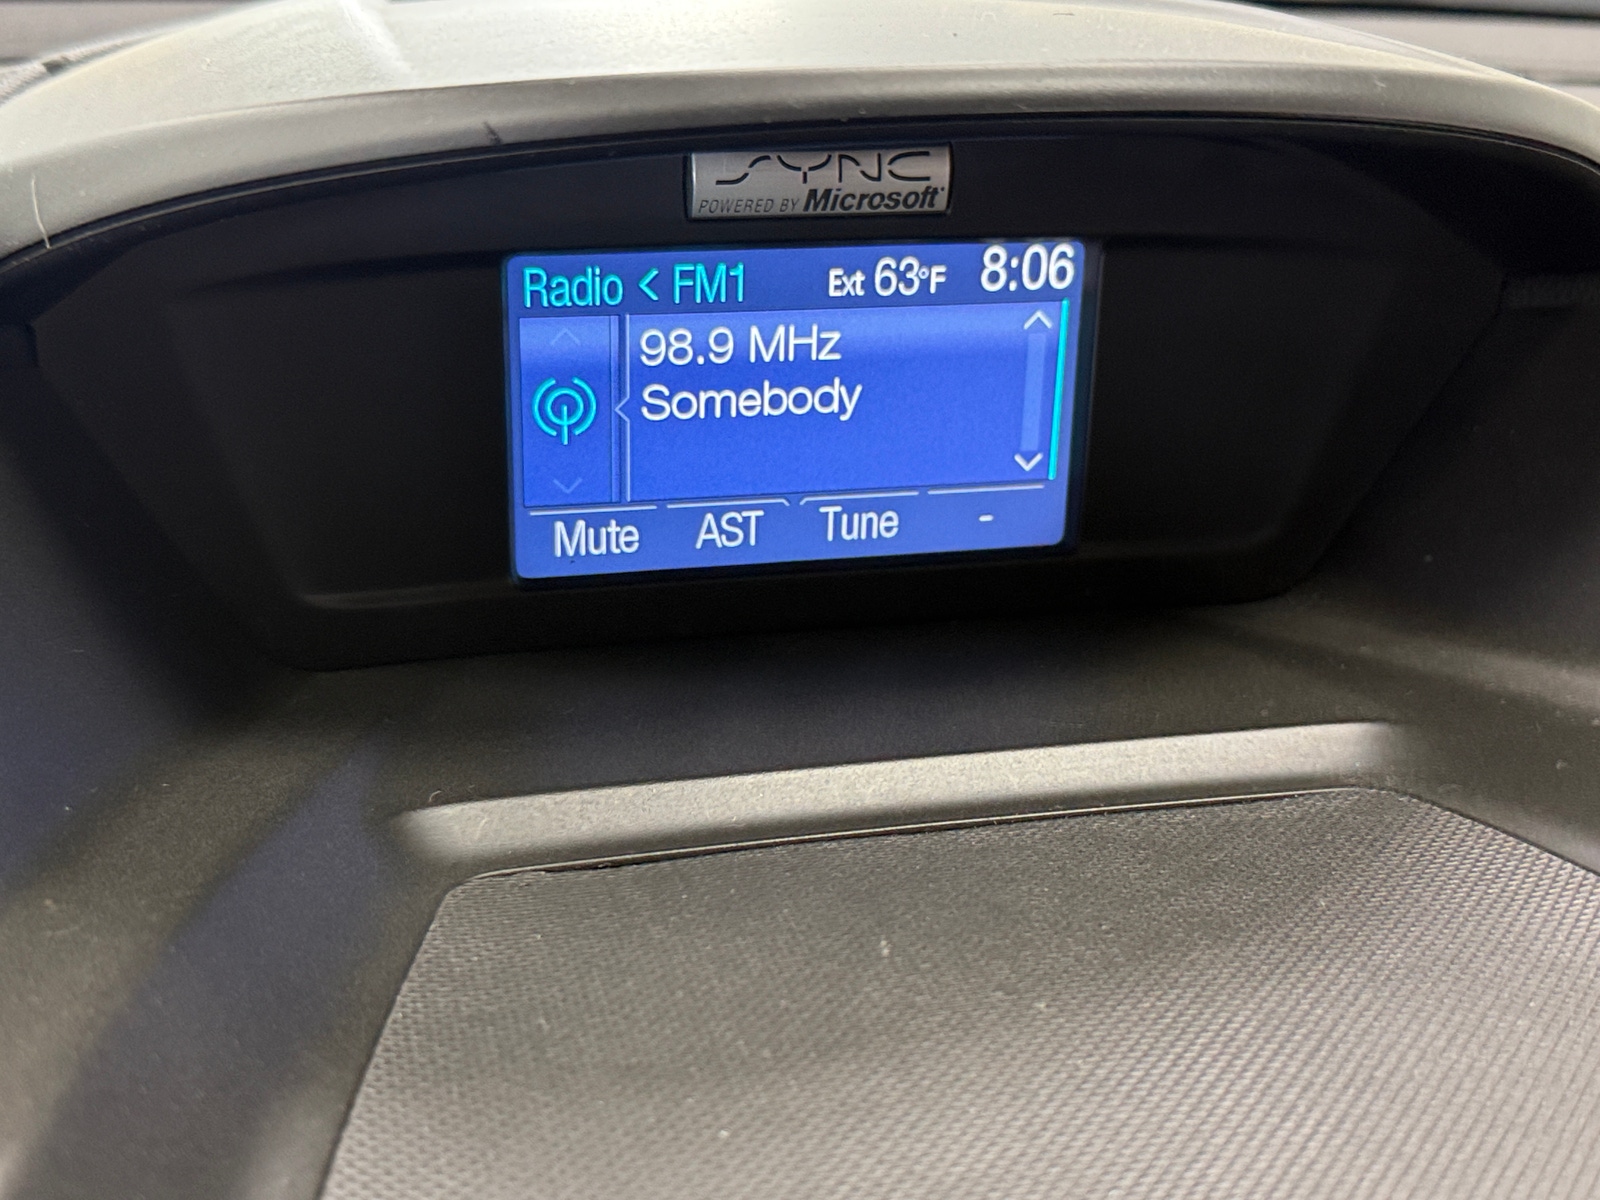 SYNC
POWERED BY Microsoft
Radio < FM1 Ext 63°F 8:06
98.9 MHz
Somebody
Mute AST Tune -